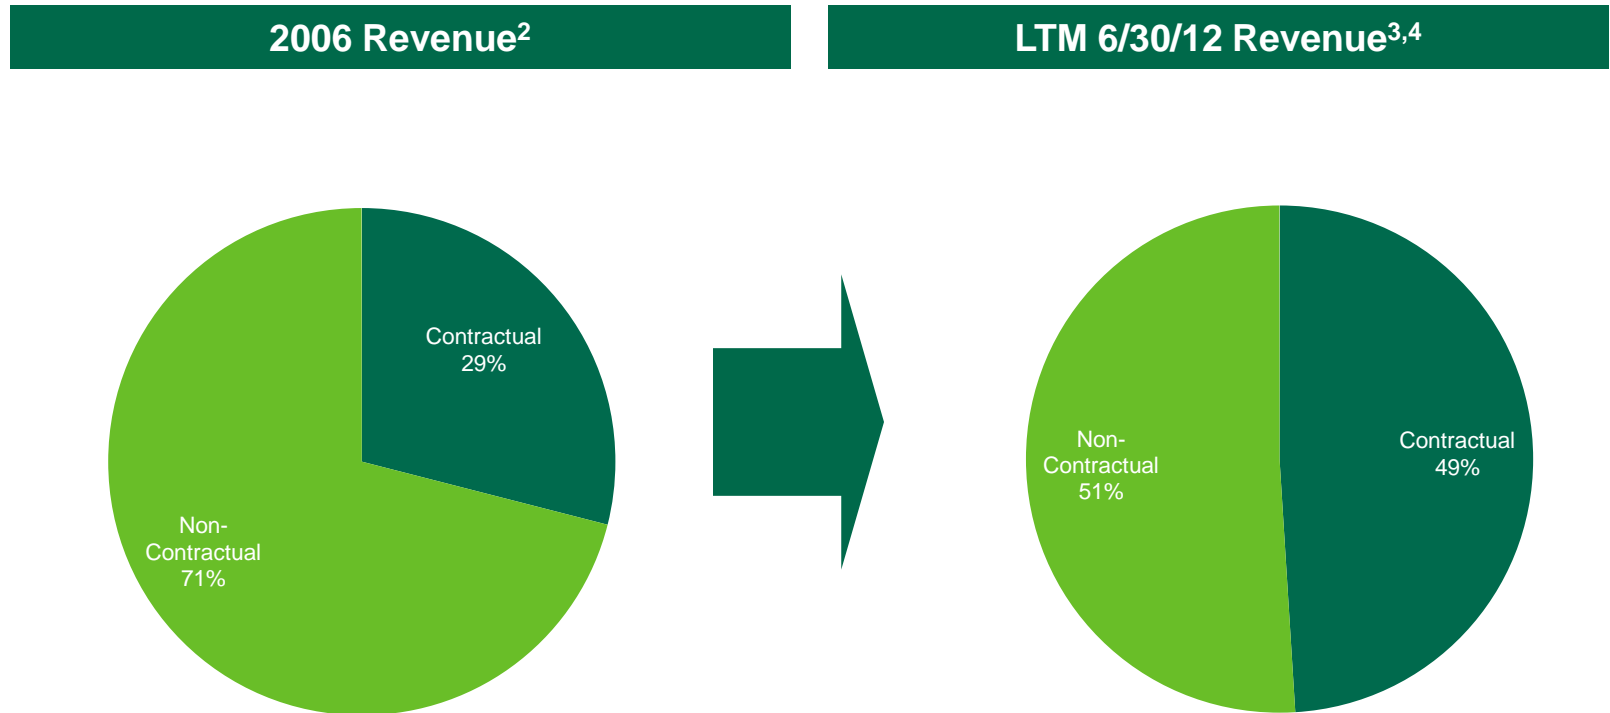 2006 Revenue2
LTM 6/30/12 Revenue3,4
Contractual
29%
Non-
Contractual
71%
Contractual
49%
Non-
Contractual
51%